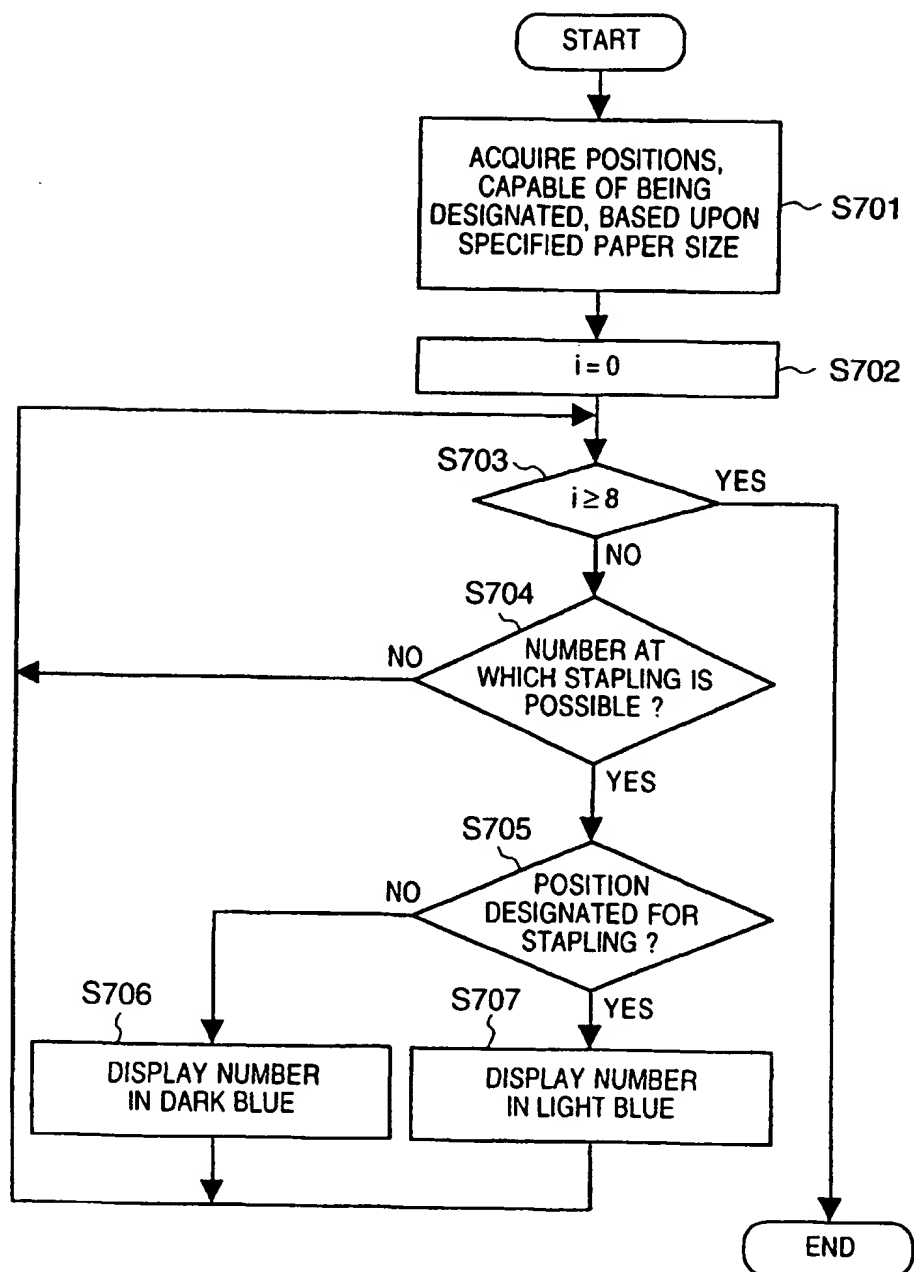 START
ACQUIRE POSITIONS,
CAPABLE OF BEING
DESIGNATED, BASED UPON
SPECIFIED PAPER SIZE
S701
i = 0
S702
S703
i ≥ 8
YES
NO
S704
NUMBER AT
WHICH STAPLING IS
POSSIBLE ?
NO
YES
S705
POSITION
DESIGNATED FOR
STAPLING ?
NO
YES
S706
DISPLAY NUMBER
IN DARK BLUE
S707
DISPLAY NUMBER
IN LIGHT BLUE
END